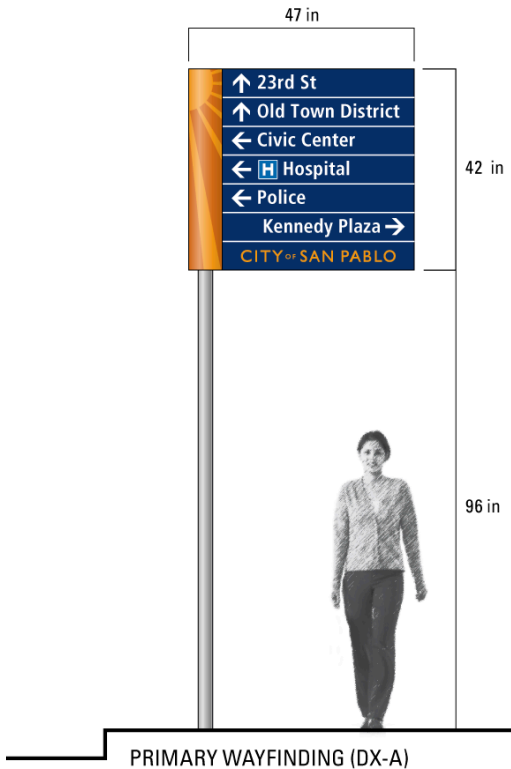 47 in
↑ 23rd St
↑ Old Town District
← Civic Center
← H Hospital
← Police
Kennedy Plaza →
CITY OF SAN PABLO
42 in
96 in
PRIMARY WAYFINDING (DX-A)